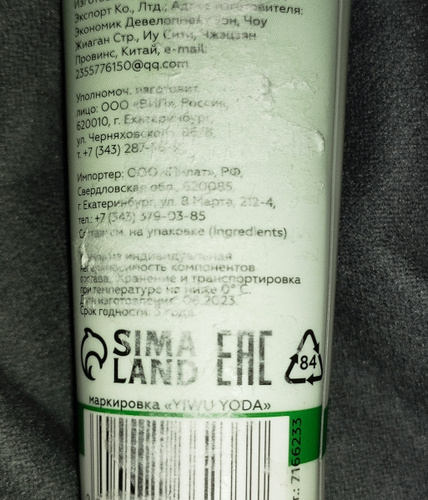 Экспорт Ко., Лтд.; Адрес изготовителя:
Экономик Девелопмент Зон, Чоу
Жиаган Стр., Иу Сити, Чжэцзян
Провинс, Китай, e-mail:
2355776150@qq.com
Уполномоч. изготовит.
лицо: ООО «ВИП», Россия,
620010, г. Екатеринбург,
ул. Черняховского,
т. +7 (343)
Импортер: ООО РФ,
Свердловская обл., 620085,
г. Екатеринбург, ул. 8 Марта, 212-4,
тел.: +7 (343) 379-03-85
Состав: см. на упаковке (Ingredients)
индивидуальная
непереносимость компонентов
состава. Хранение и транспортировка
при температуре не ниже 0° С.
Дата изготовления: 06.2023.
Срок годности: 3 года.
SIMA LAND
EAC
84
маркировка «YIWU YODA»
7166233